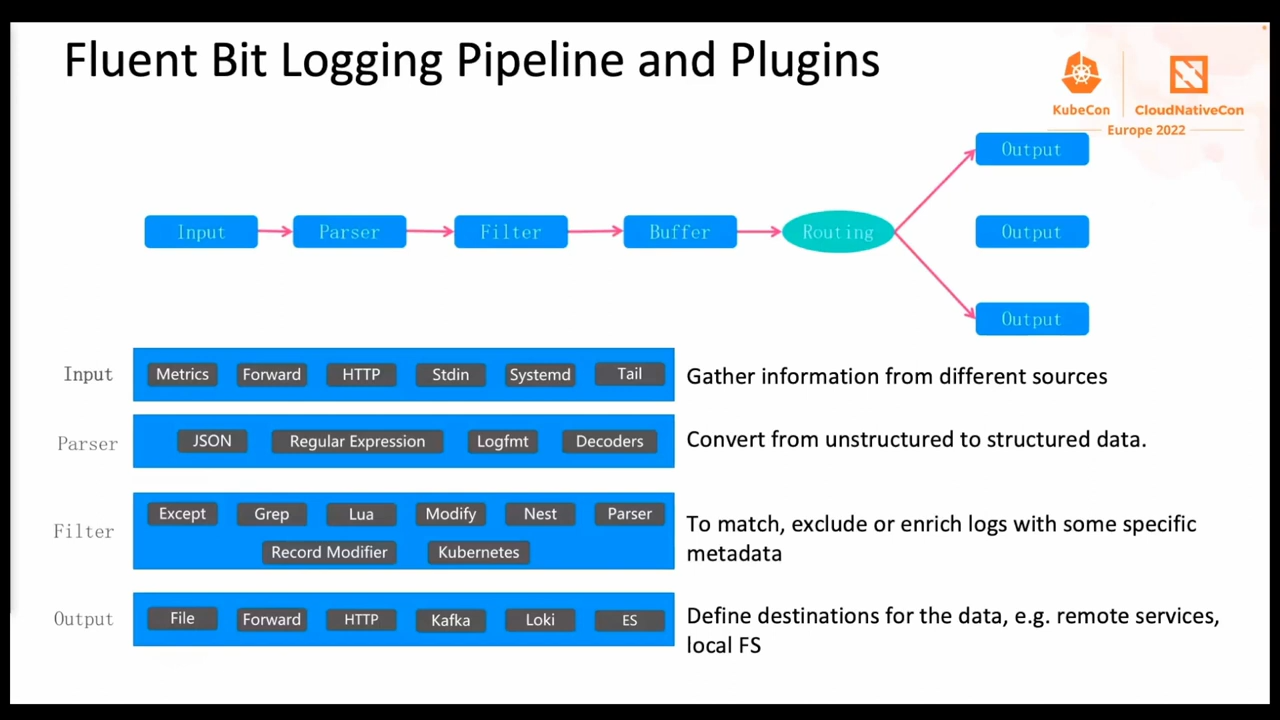 Fluent Bit Logging Pipeline and Plugins
KubeCon
CloudNativeCon
Europe 2022
Output
Input
Parser
Filter
Buffer
Routing
Output
Output
Input
Metrics
Forward
HTTP
Stdin
Systemd
Tail
Gather information from different sources
Parser
JSON
Regular Expression
Logfmt
Decoders
Convert from unstructured to structured data.
Filter
Except
Grep
Lua
Modify
Nest
Parser
Record Modifier
Kubernetes
To match, exclude or enrich logs with some specific
metadata
Output
File
Forward
HTTP
Kafka
Loki
ES
Define destinations for the data, e.g. remote services,
local FS